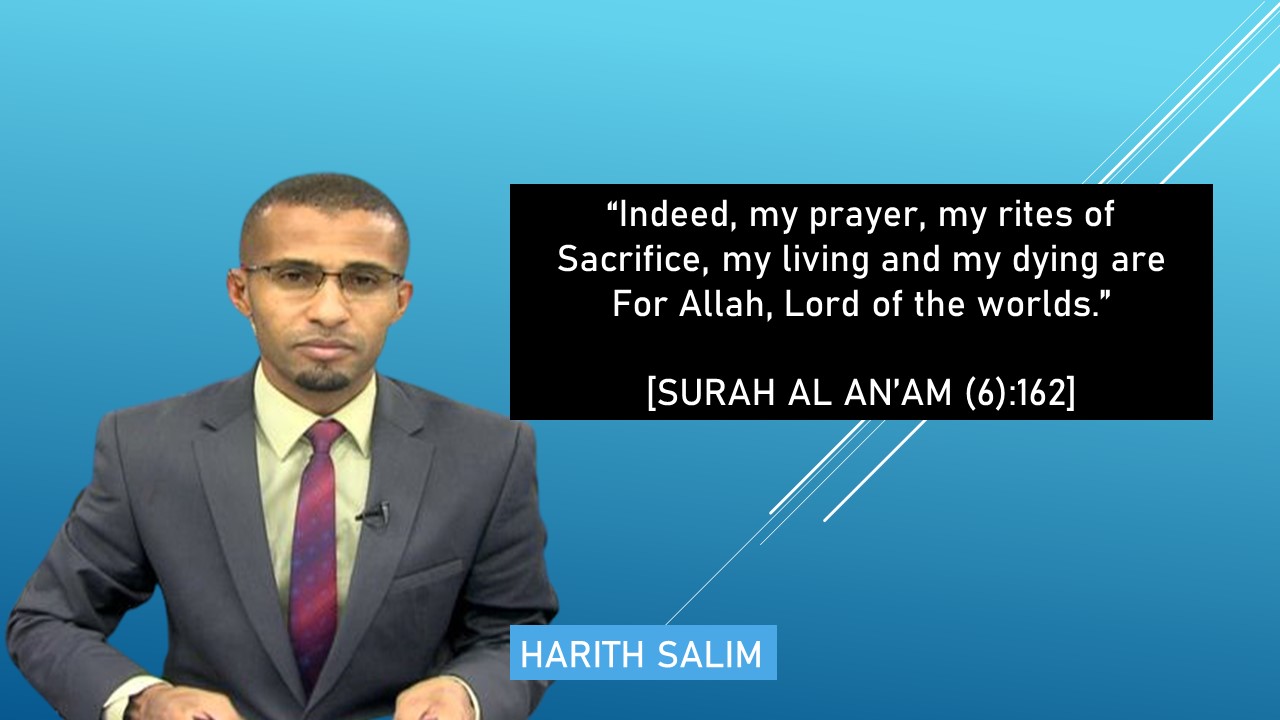 “Indeed, my prayer, my rites of
Sacrifice, my living and my dying are
For Allah, Lord of the worlds.”
[SURAH AL AN’AM (6):162]
HARITH SALIM